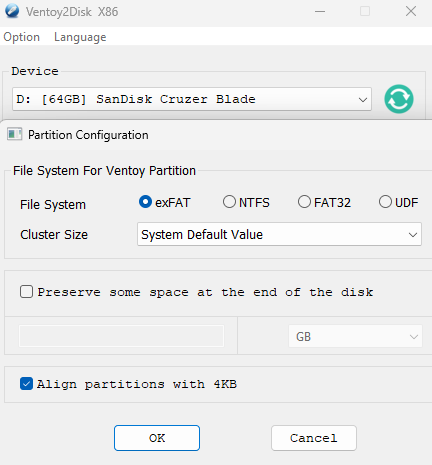 Ventoy2Disk X86
Option Language
Device
D: [64GB] SanDisk Cruzer Blade
Partition Configuration
File System For Ventoy Partition
File System exFAT NTFS FAT32 UDF
Cluster Size System Default Value
Preserve some space at the end of the disk
GB
Align partitions with 4KB
OK Cancel